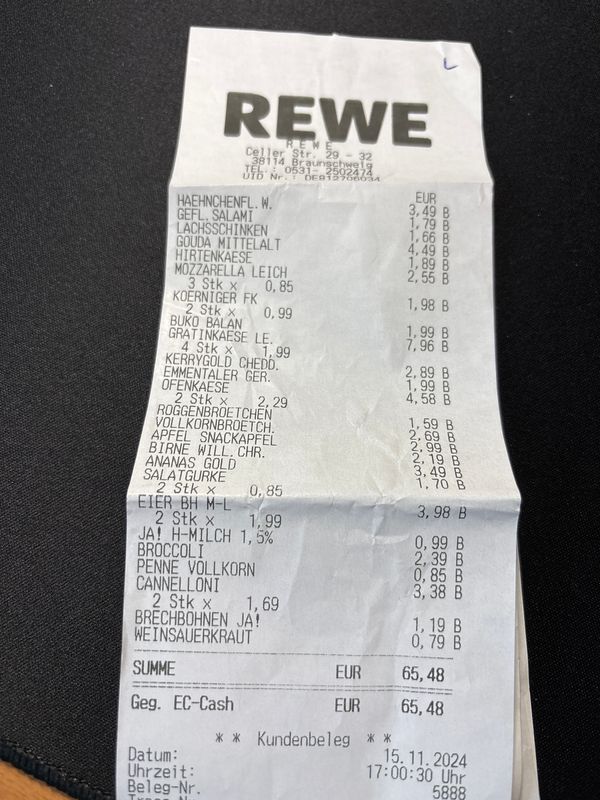 REWE
R E W E
Celler Str. 29 - 32
38114 Braunschweig
TEL.: 0531- 2502474
UID Nr.: DE812706034
EUR
HAEHNCHENFL.W. 3,49 B
GEFL.SALAMI 1,79 B
LACHSSCHINKEN 1,66 B
GOUDA MITTELALT 4,49 B
HIRTENKAESE 1,89 B
MOZZARELLA LEICH 2,55 B
3 Stk x 0,85
KOERNIGER FK 1,98 B
2 Stk x 0,99
BUKO BALAN 1,99 B
GRATINKAESE LE. 7,96 B
4 Stk x 1,99
KERRYGOLD CHEDD. 2,89 B
EMMENTALER GER. 1,99 B
OFENKAESE 4,58 B
2 Stk x 2,29
ROGGENBROETCHEN 1,59 B
VOLLKORNBROETCH. 2,69 B
APFEL SNACKAPFEL 2,99 B
BIRNE WILL.CHR. 2,19 B
ANANAS GOLD 3,49 B
SALATGURKE 1,70 B
2 Stk x 0,85
EIER BH M-L 3,98 B
2 Stk x 1,99
JA! H-MILCH 1,5% 0,99 B
BROCCOLI 2,39 B
PENNE VOLLKORN 0,85 B
CANNELLONI 3,38 B
2 Stk x 1,69
BRECHBOHNEN JA! 1,19 B
WEINSAUERKRAUT 0,79 B
SUMME EUR 65,48
Geg. EC-Cash EUR 65,48
* * Kundenbeleg * *
Datum: 15.11.2024
Uhrzeit: 17:00:30 Uhr
Beleg-Nr. 5888